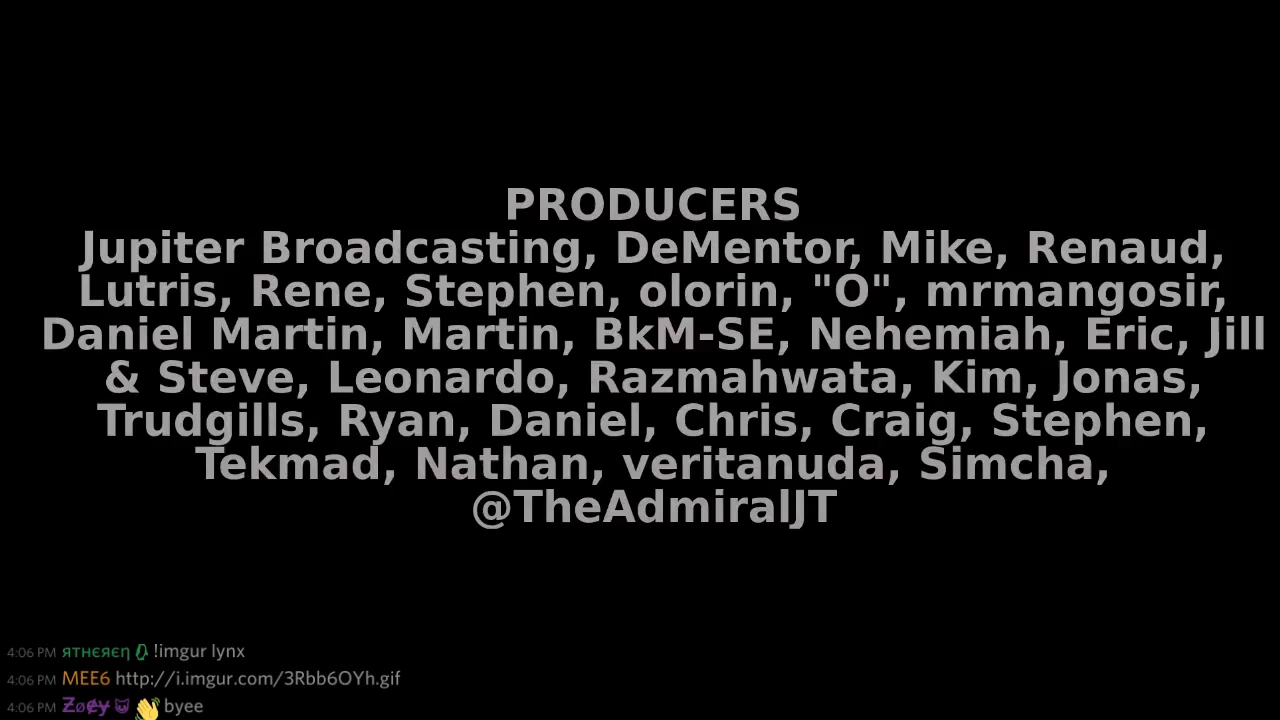 PRODUCERS
Jupiter Broadcasting, DeMentor, Mike, Renaud,
Lutris, Rene, Stephen, olorin, "O", mrmangosir,
Daniel Martin, Martin, BkM-SE, Nehemiah, Eric, Jill
& Steve, Leonardo, Razmahwata, Kim, Jonas,
Trudgills, Ryan, Daniel, Chris, Craig, Stephen,
Tekmad, Nathan, veritanuda, Simcha,
@TheAdmiralJT
4:06 PM ятнєяєη !imgur lynx
4:06 PM MEE6 http://i.imgur.com/3Rbb6OYh.gif
4:06 PM Zøey 😈 👋 byee